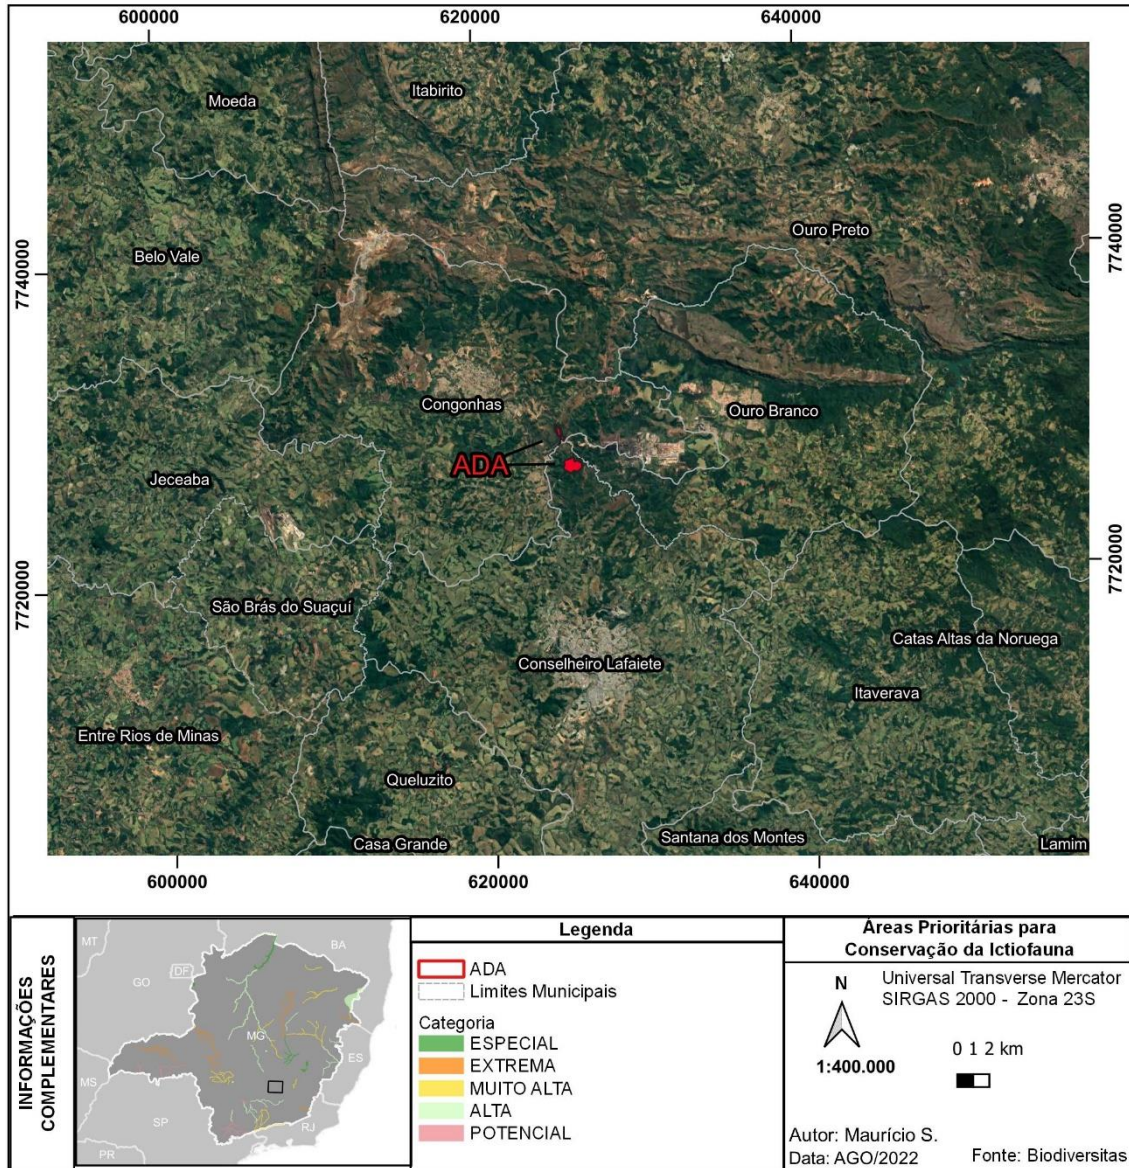 600000
620000
640000
Moeda
Itabirito
Ouro Preto
7740000
7740000
Belo Vale
Congonhas
Ouro Branco
ADA
Jeceaba
7720000
7720000
São Brás do Suaçuí
Catas Altas da Noruega
Conselheiro Lafaiete
Itaverava
Entre Rios de Minas
Queluzito
Santana dos Montes
Casa Grande
Lamim
600000
620000
640000
INFORMAÇÕES
COMPLEMENTARES
MT
BA
GO
DF
MG
ES
MS
SP
RJ
PR
Legenda
ADA
Limites Municipais
Categoria
ESPECIAL
EXTREMA
MUITO ALTA
ALTA
POTENCIAL
Áreas Prioritárias para
Conservação da Ictiofauna
N
Universal Transverse Mercator
SIRGAS 2000 - Zona 23S
1:400.000
0 1 2 km
Autor: Maurício S.
Data: AGO/2022
Fonte: Biodiversitas